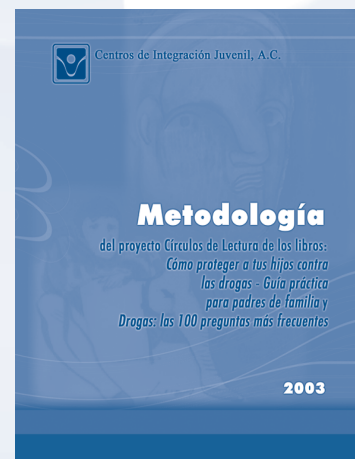 Centros de Integración Juvenil, A.C.
Metodología
del proyecto Círculos de Lectura de los libros:
Cómo proteger a tus hijos contra
las drogas - Guía práctica
para padres de familia y
Drogas: las 100 preguntas más frecuentes
2003